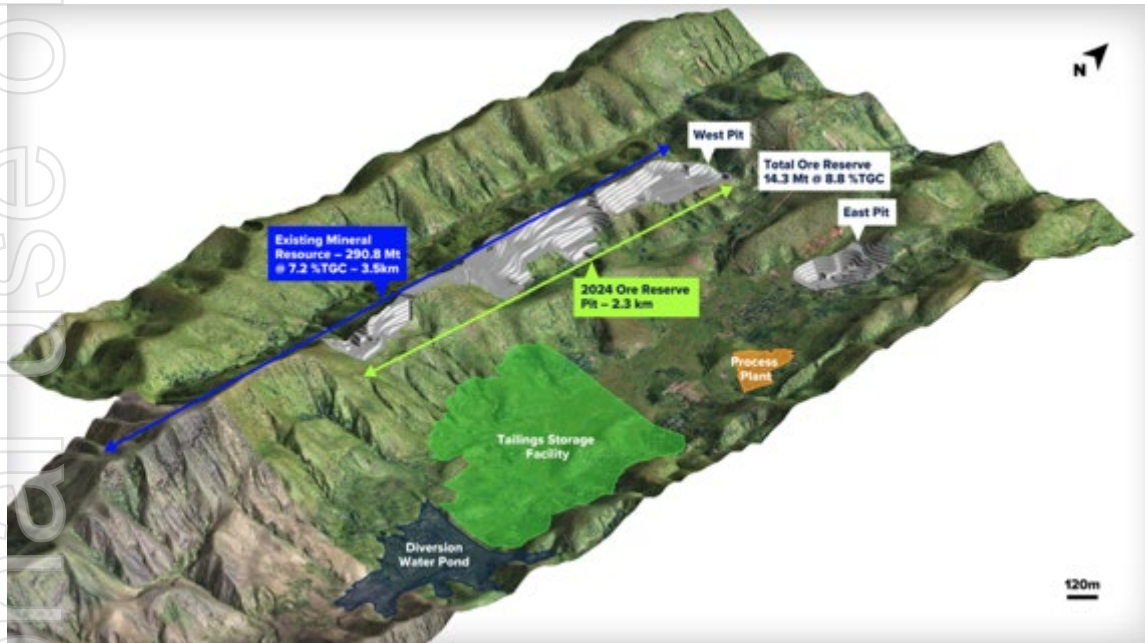 N
West Pit
Total Ore Reserve
14.3 Mt @ 8.8 %TGC
East Pit
Existing Mineral
Resource – 290.8 Mt
@ 7.2 %TGC – 3.5km
2024 Ore Reserve
Pit – 2.3 km
Process
Plant
Tailings Storage
Facility
Diversion
Water Pond
120m